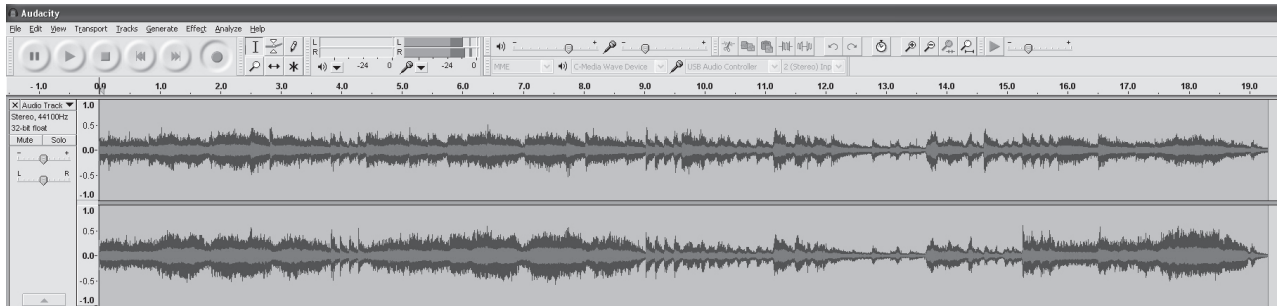 Audacity
File Edit View Transport Tracks Generate Effect Analyze Help
L
R
L
R
-24 0
-24 0
MME
C-Media Wave Device
USB Audio Controller
2 (Stereo) Inp
- 1.0 0.0 1.0 2.0 3.0 4.0 5.0 6.0 7.0 8.0 9.0 10.0 11.0 12.0 13.0 14.0 15.0 16.0 17.0 18.0 19.0
X Audio Track
Stereo, 44100Hz
32-bit float
Mute Solo
- +
L R
1.0
0.5-
0.0-
-0.5-
-1.0
1.0
0.5-
0.0-
-0.5-
-1.0